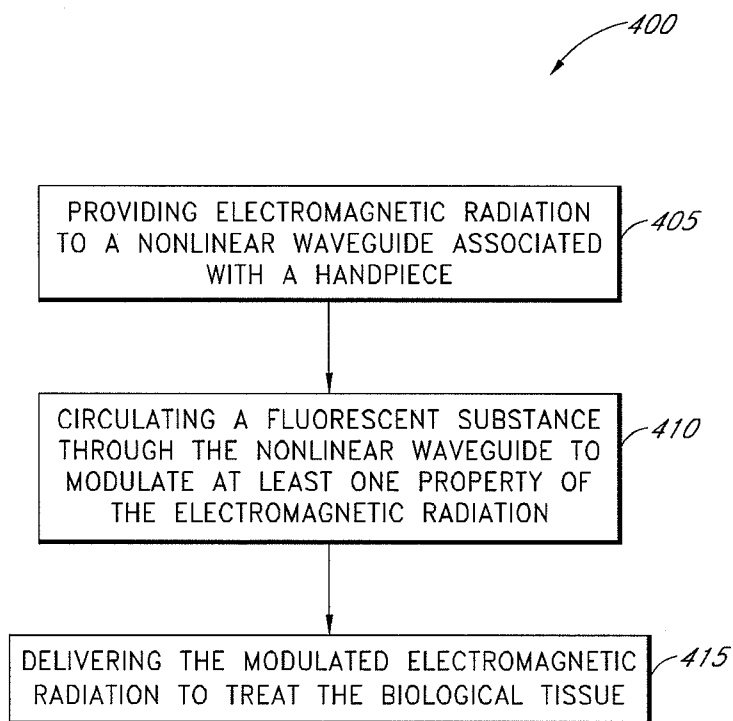 400
PROVIDING ELECTROMAGNETIC RADIATION
TO A NONLINEAR WAVEGUIDE ASSOCIATED
WITH A HANDPIECE
405
CIRCULATING A FLUORESCENT SUBSTANCE
THROUGH THE NONLINEAR WAVEGUIDE TO
MODULATE AT LEAST ONE PROPERTY OF
THE ELECTROMAGNETIC RADIATION
410
DELIVERING THE MODULATED ELECTROMAGNETIC
RADIATION TO TREAT THE BIOLOGICAL TISSUE
415